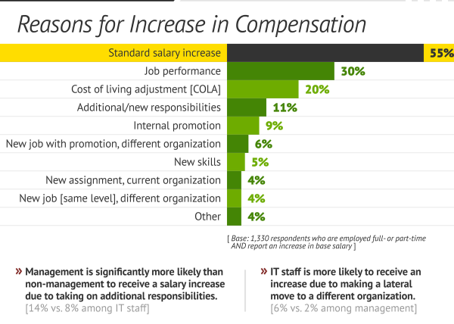 Reasons for Increase in Compensation
Standard salary increase 55%
Job performance 30%
Cost of living adjustment [COLA] 20%
Additional/new responsibilities 11%
Internal promotion 9%
New job with promotion, different organization 6%
New skills 5%
New assignment, current organization 4%
New job [same level], different organization 4%
Other 4%
[ Base: 1,330 respondents who are employed full- or part-time
AND report an increase in base salary ]
» Management is significantly more likely than
non-management to receive a salary increase
due to taking on additional responsibilities.
[14% vs. 8% among IT staff]
» IT staff is more likely to receive an
increase due to making a lateral
move to a different organization.
[6% vs. 2% among management]